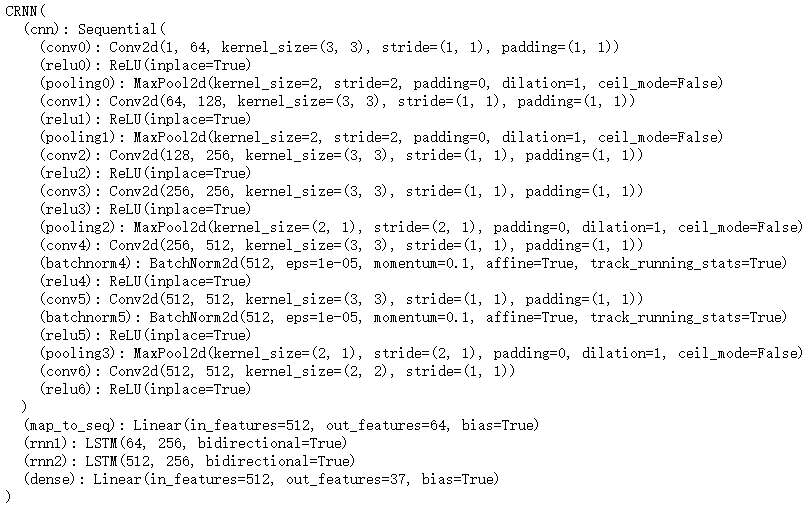 CRNN(
  (cnn): Sequential(
    (conv0): Conv2d(1, 64, kernel_size=(3, 3), stride=(1, 1), padding=(1, 1))
    (relu0): ReLU(inplace=True)
    (pooling0): MaxPool2d(kernel_size=2, stride=2, padding=0, dilation=1, ceil_mode=False)
    (conv1): Conv2d(64, 128, kernel_size=(3, 3), stride=(1, 1), padding=(1, 1))
    (relu1): ReLU(inplace=True)
    (pooling1): MaxPool2d(kernel_size=2, stride=2, padding=0, dilation=1, ceil_mode=False)
    (conv2): Conv2d(128, 256, kernel_size=(3, 3), stride=(1, 1), padding=(1, 1))
    (relu2): ReLU(inplace=True)
    (conv3): Conv2d(256, 256, kernel_size=(3, 3), stride=(1, 1), padding=(1, 1))
    (relu3): ReLU(inplace=True)
    (pooling2): MaxPool2d(kernel_size=(2, 1), stride=(2, 1), padding=0, dilation=1, ceil_mode=False)
    (conv4): Conv2d(256, 512, kernel_size=(3, 3), stride=(1, 1), padding=(1, 1))
    (batchnorm4): BatchNorm2d(512, eps=1e-05, momentum=0.1, affine=True, track_running_stats=True)
    (relu4): ReLU(inplace=True)
    (conv5): Conv2d(512, 512, kernel_size=(3, 3), stride=(1, 1), padding=(1, 1))
    (batchnorm5): BatchNorm2d(512, eps=1e-05, momentum=0.1, affine=True, track_running_stats=True)
    (relu5): ReLU(inplace=True)
    (pooling3): MaxPool2d(kernel_size=(2, 1), stride=(2, 1), padding=0, dilation=1, ceil_mode=False)
    (conv6): Conv2d(512, 512, kernel_size=(2, 2), stride=(1, 1))
    (relu6): ReLU(inplace=True)
  )
  (map_to_seq): Linear(in_features=512, out_features=64, bias=True)
  (rnn1): LSTM(64, 256, bidirectional=True)
  (rnn2): LSTM(512, 256, bidirectional=True)
  (dense): Linear(in_features=512, out_features=37, bias=True)
)